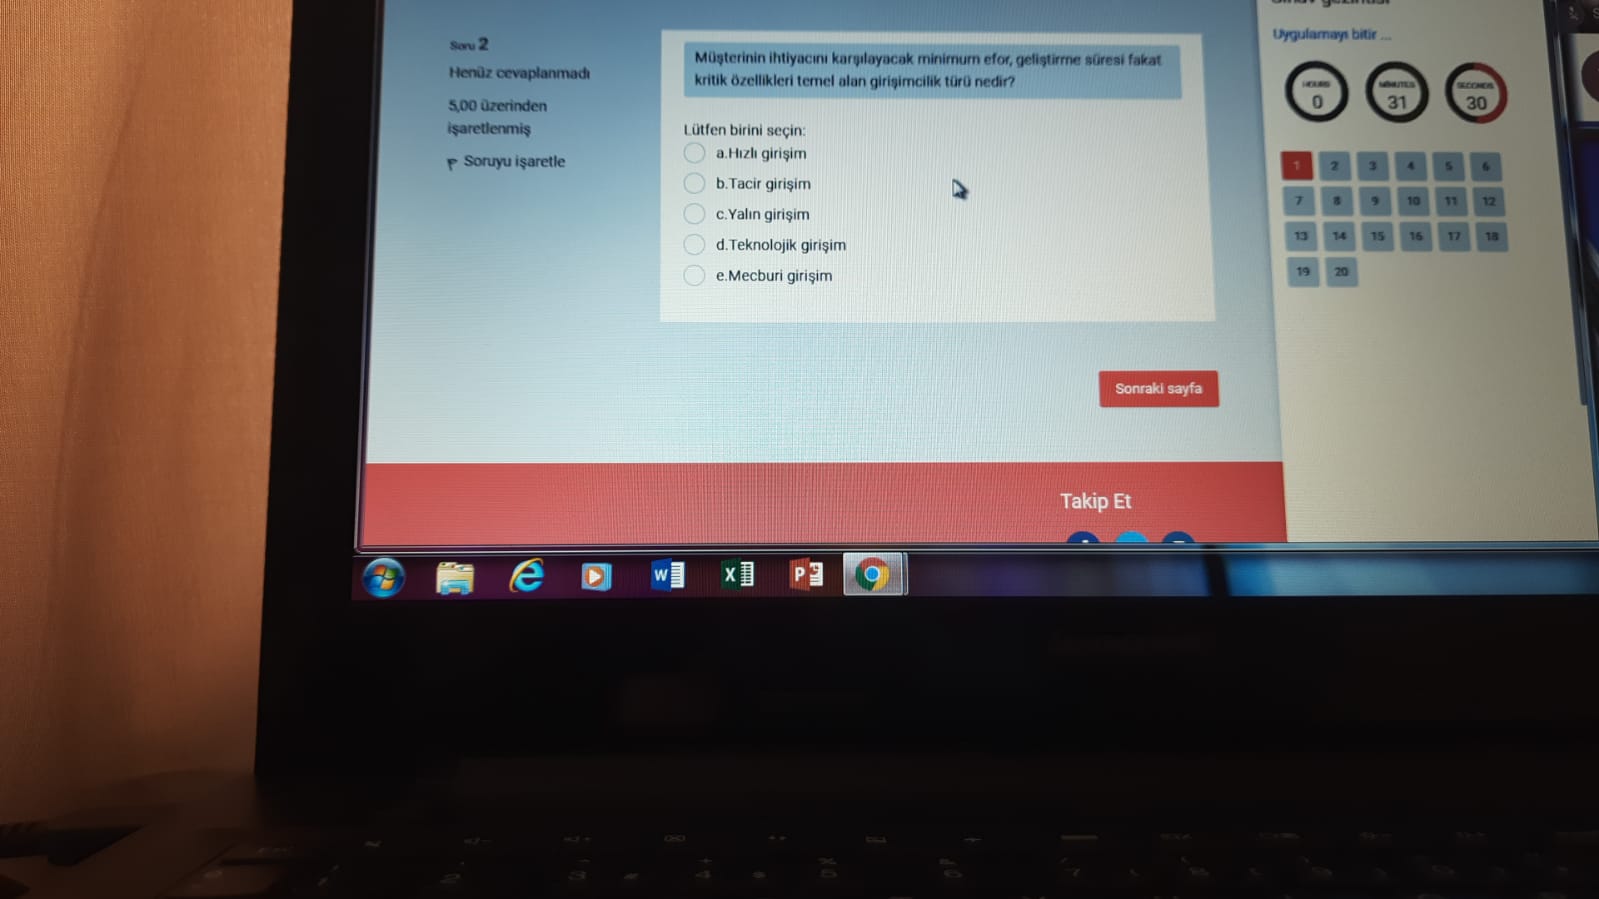 Soru 2
Henüz cevaplanmadı
5,00 üzerinden
işaretlenmiş
Soruyu işaretle
Müşterinin ihtiyacını karşılayacak minimum efor, geliştirme süresi fakat
kritik özellikleri temel alan girişimcilik türü nedir?
Lütfen birini seçin:
a.Hızlı girişim
b.Tacir girişim
c.Yalın girişim
d.Teknolojik girişim
e.Mecburi girişim
Sonraki sayfa
Takip Et
Uygulamayı bitir ...
HOURS MINUTES SECONDS
0 31 30
1 2 3 4 5 6
7 8 9 10 11 12
13 14 15 16 17 18
19 20